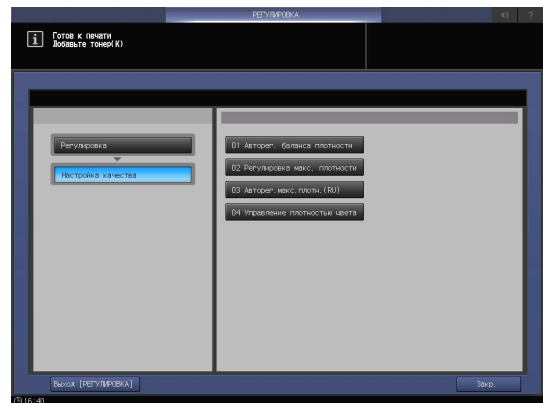 РЕГУЛИРОВКА
?
i
Готов к печати
Добавьте тонер(K)
Регулировка
Настройка качества
01 Авторег. баланса плотности
02 Регулировка макс. плотности
03 Авторег.макс.плотн.(RU)
04 Управление плотностью цвета
Выход [РЕГУЛИРОВКА]
Закр.
16:40